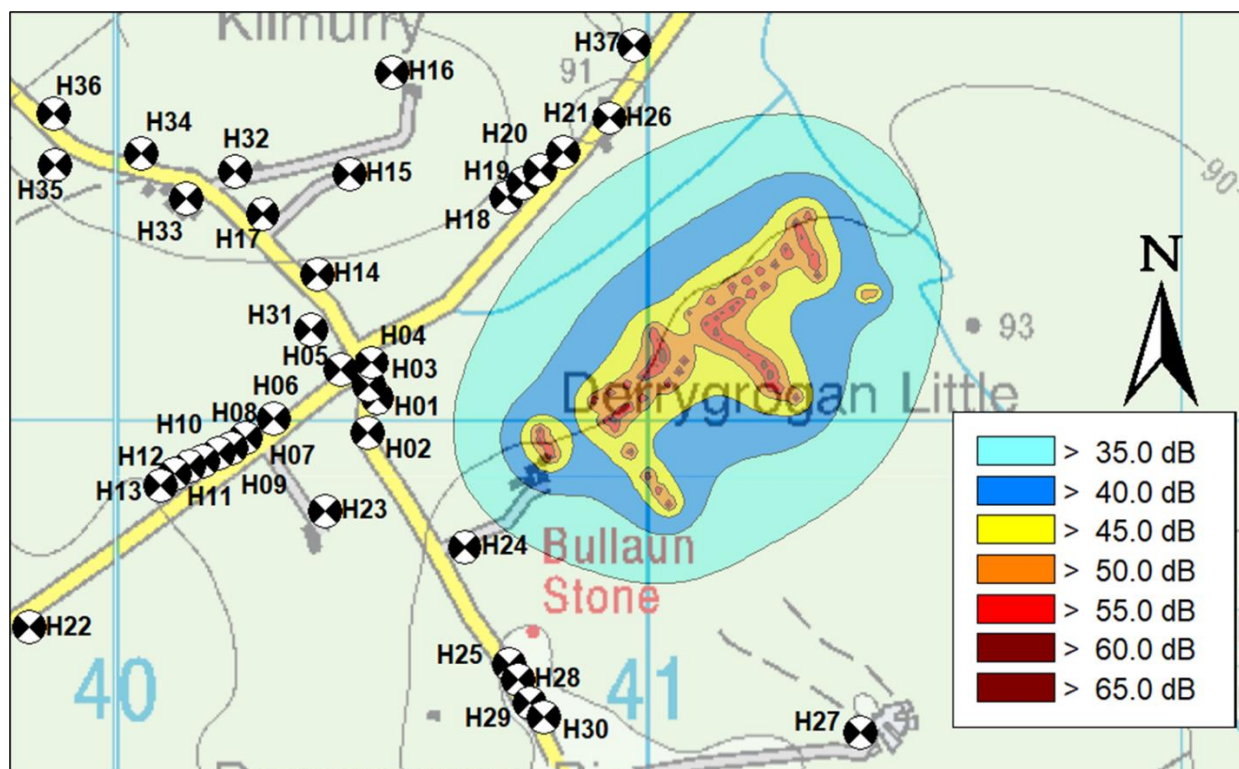 Kilmurry
H37
H16
91
H36
H21
H26
H34
H20
H32
H19
H15
H35
H18
H33
H17
90
N
H14
H31
93
H04
H05
H03
Derrygrogan Little
H06
H01
H08
H10
H02
H12
H07
H09
H13
H11
H23
H24
Bullaun
Stone
H22
40
H25
H28
41
H29
H30
H27
> 35.0 dB
> 40.0 dB
> 45.0 dB
> 50.0 dB
> 55.0 dB
> 60.0 dB
> 65.0 dB